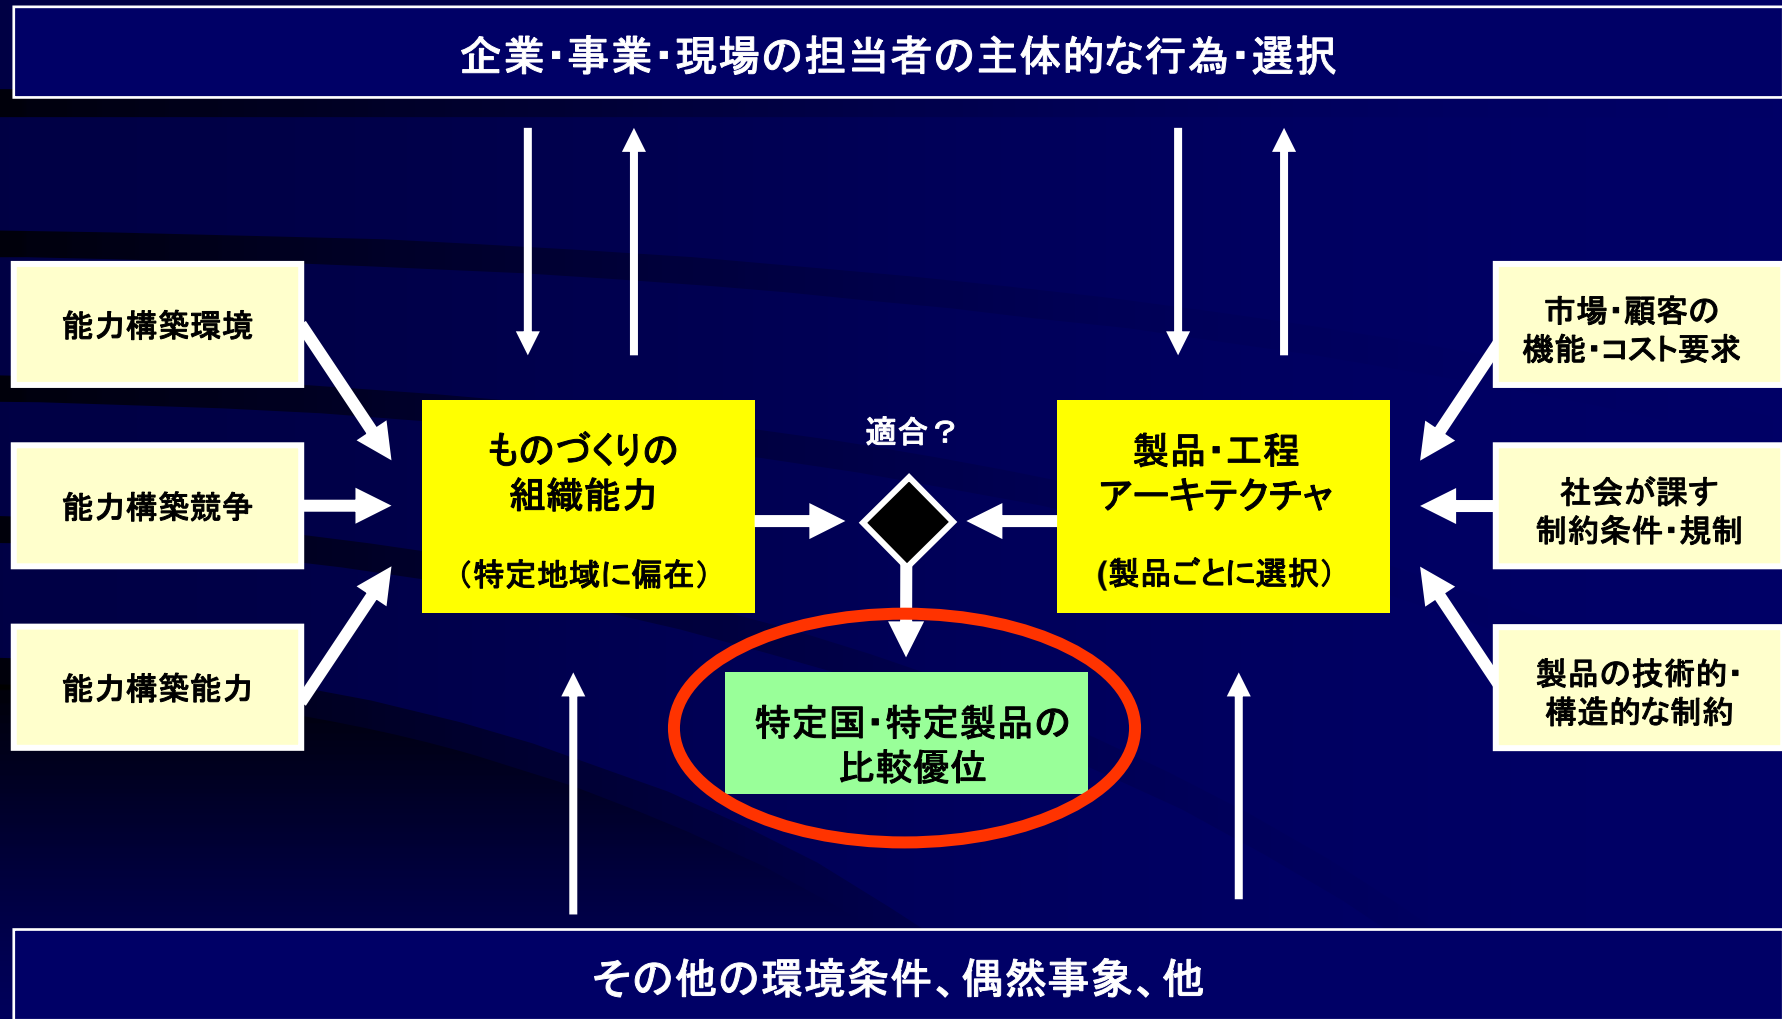 企業・事業・現場の担当者の主体的な行為・選択
能力構築環境
能力構築競争
能力構築能力
ものづくりの
組織能力
（特定地域に偏在）
適合？
製品・工程
アーキテクチャ
(製品ごとに選択）
特定国・特定製品の
比較優位
市場・顧客の
機能・コスト要求
社会が課す
制約条件・規制
製品の技術的・
構造的な制約
その他の環境条件、偶然事象、他